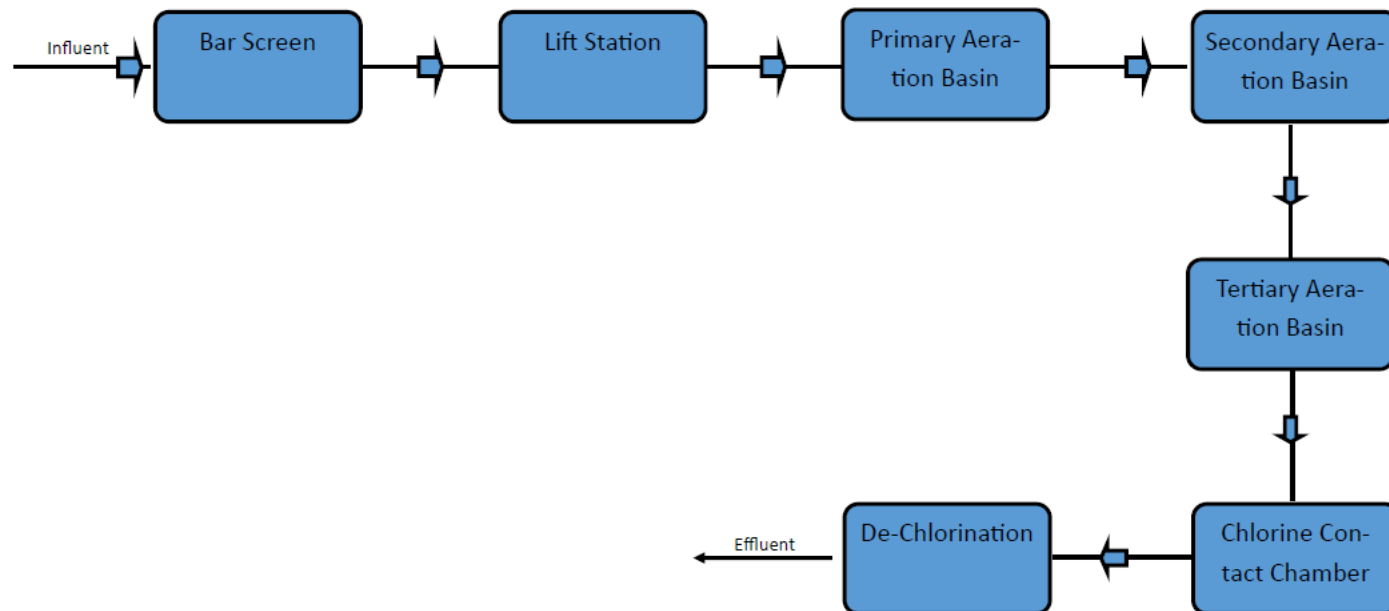 Influent
Bar Screen
Lift Station
Primary Aera-
tion Basin
Secondary Aera-
tion Basin
Tertiary Aera-
tion Basin
Chlorine Con-
tact Chamber
De-Chlorination
Effluent